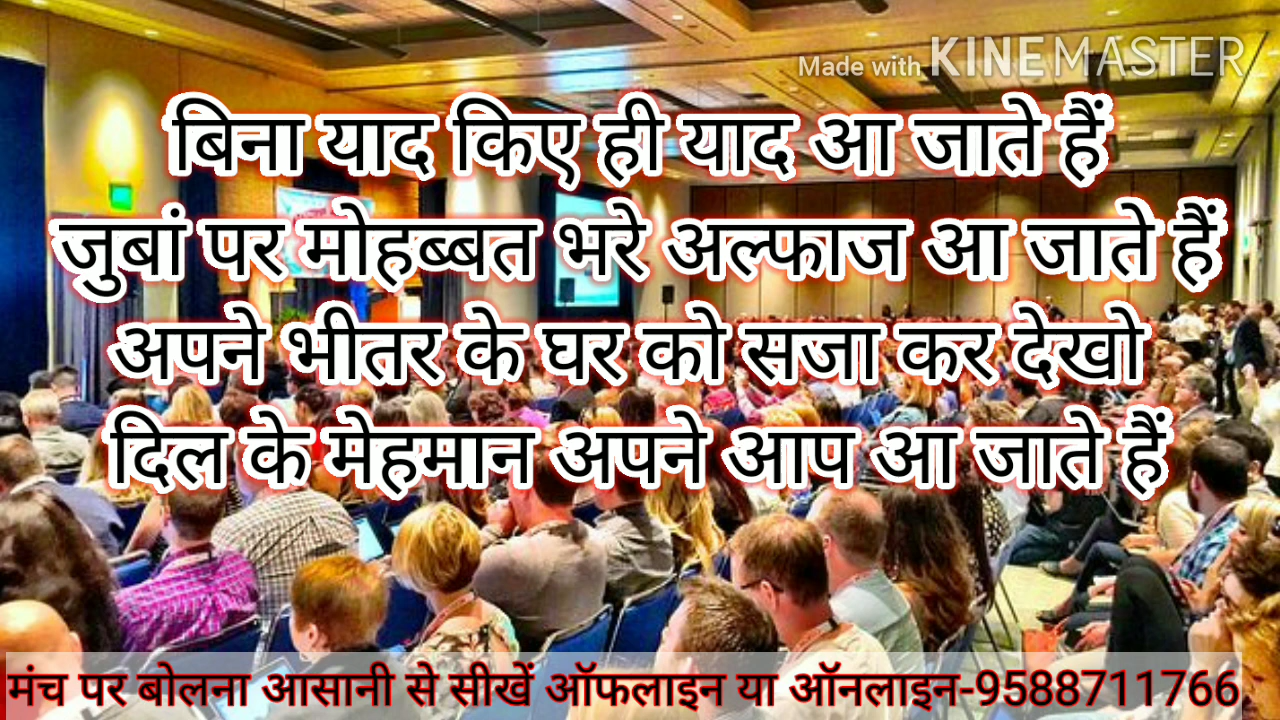 Made with KINEMASTER
बिना याद किए ही याद आ जाते हैं
जुबां पर मोहब्बत भरे अल्फाज आ जाते हैं
अपने भीतर के घर को सजा कर देखो
दिल के मेहमान अपने आप आ जाते हैं
मंच पर बोलना आसानी से सीखें ऑफलाइन या ऑनलाइन-9588711766